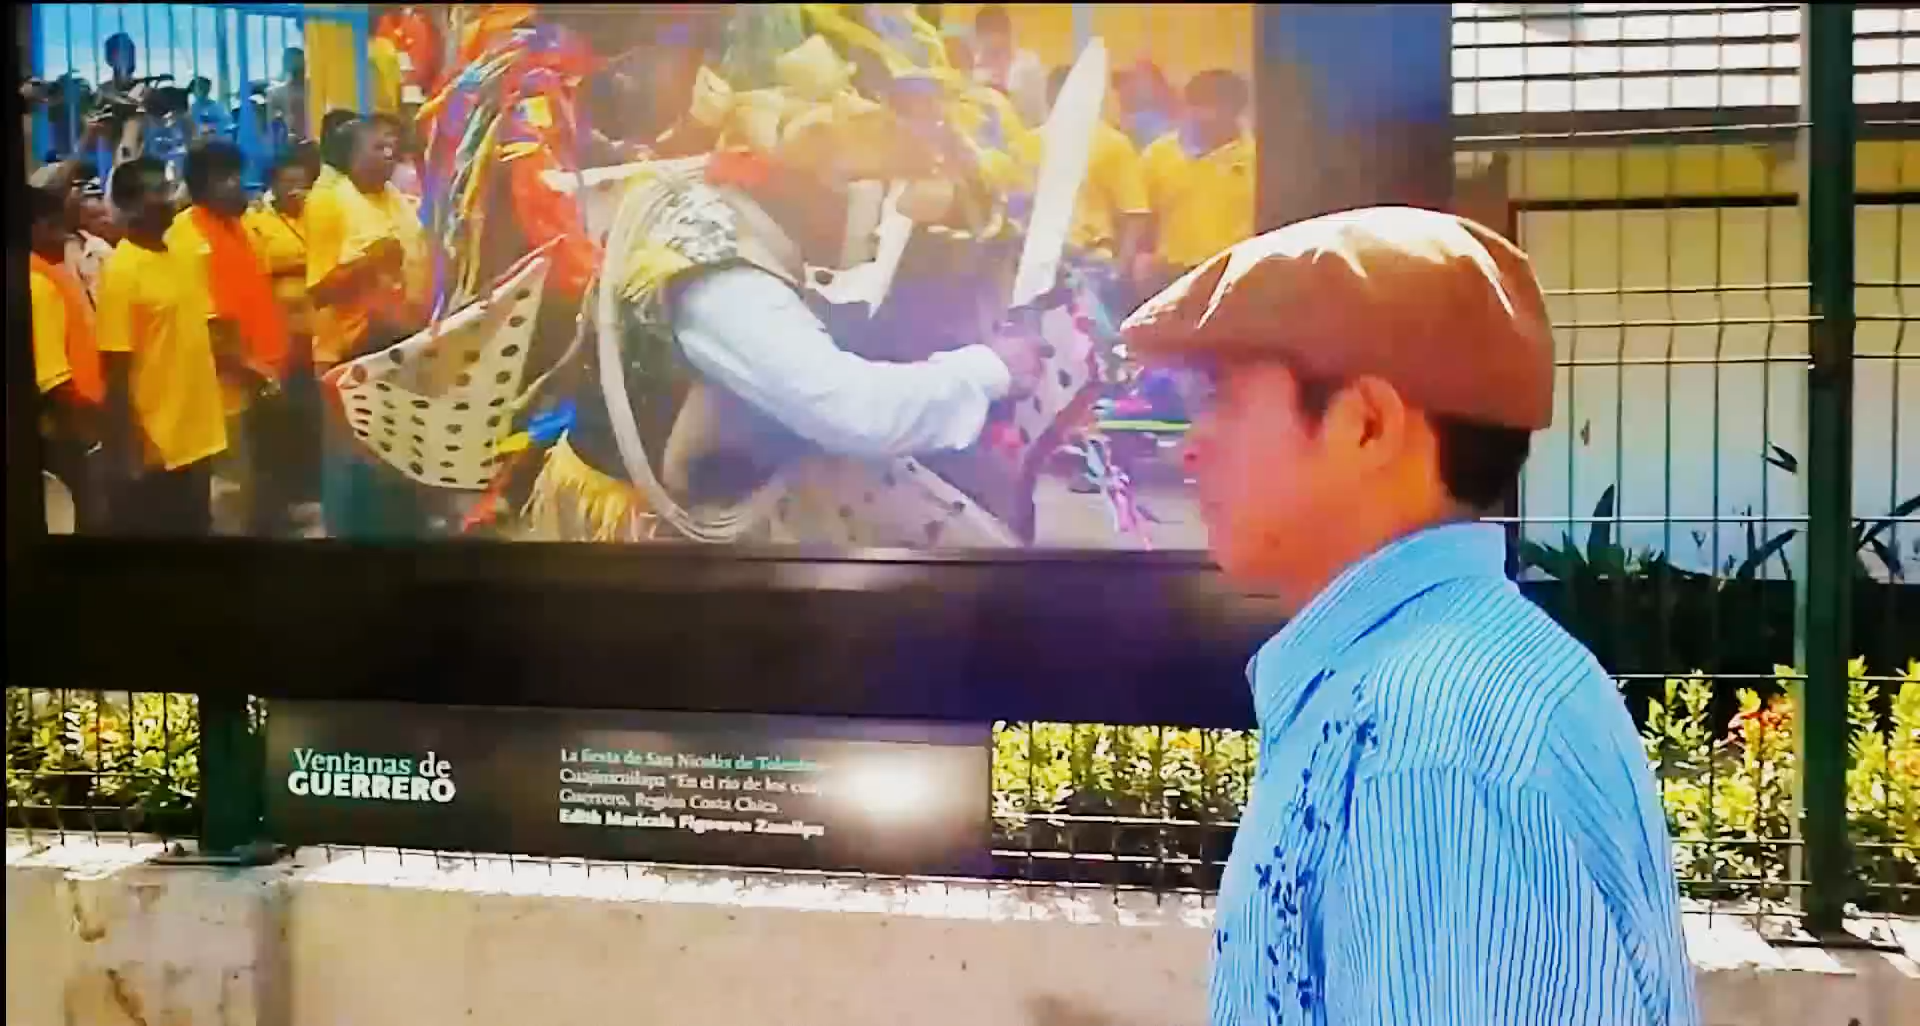 Ventanas de
GUERRERO
La fiesta de San Nicolás de Tolentino
Cuajinicuilapa "En el río de los
Guerrero, Región Costa Chica
Edith Maricela Figueroa Zamilpa